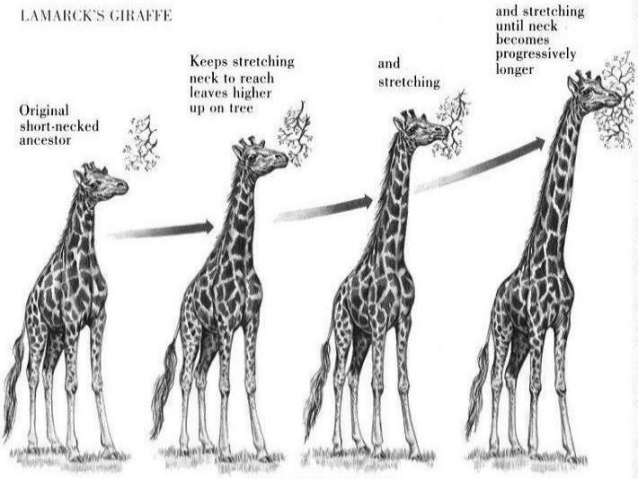 LAMARCK'S GIRAFFE
Original
short-necked
ancestor
Keeps stretching
neck to reach
leaves higher
up on tree
and
stretching
and stretching
until neck
becomes
progressively
longer